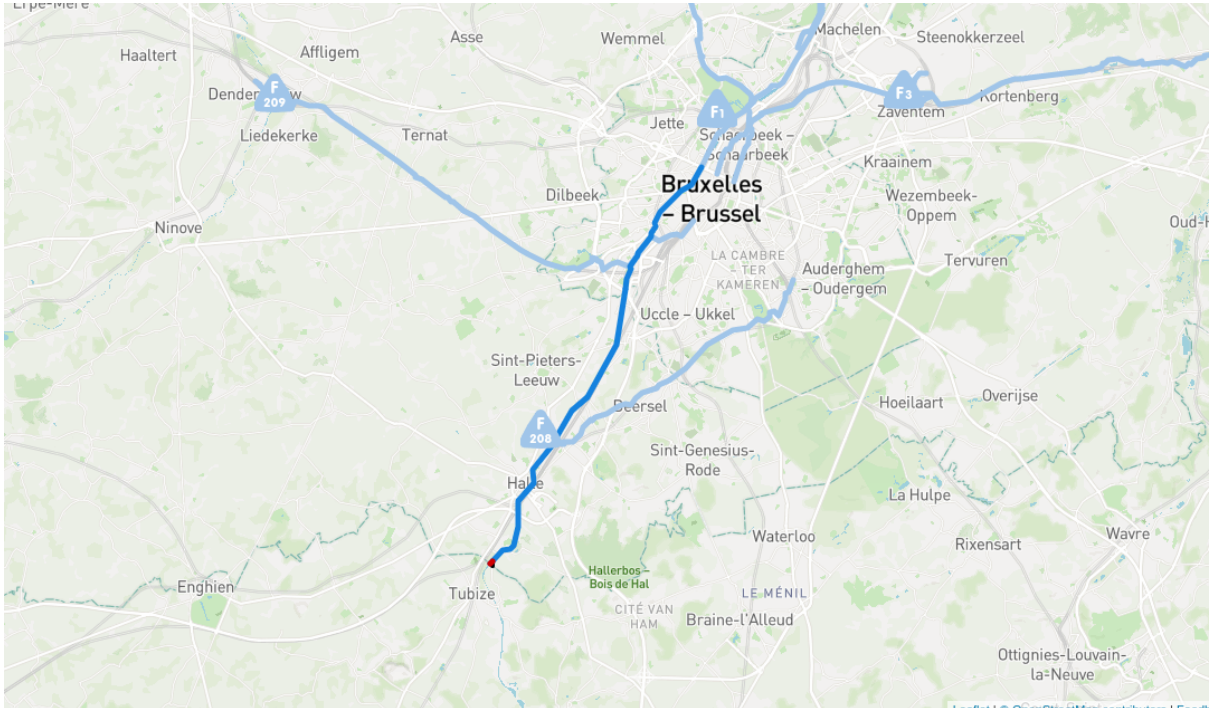 Erpe-Mere
Haaltert
Affligem
Asse
Wemmel
Machelen
Steenokkerzeel
F
209
Liedekerke
Ternat
Jette
F1
Schaarbeek –
Schaarbeek
F3
Zaventem
Kortenberg
Kraainem
Dilbeek
Bruxelles
– Brussel
Wezembeek-
Oppem
Oud-H
Ninove
LA CAMBRE
TER
KAMEREN
Auderghem
– Oudergem
Tervuren
Uccle – Ukkel
Sint-Pieters-
Leeuw
Beersel
Hoeilaart
Overijse
F
208
Sint-Genesius-
Rode
Halle
La Hulpe
Waterloo
Rixensart
Wavre
Hallerbos –
Bois de Hal
Enghien
Tubize
CITÉ VAN
HAM
LE MÉNIL
Braine-l'Alleud
Ottignies-Louvain-
la-Neuve